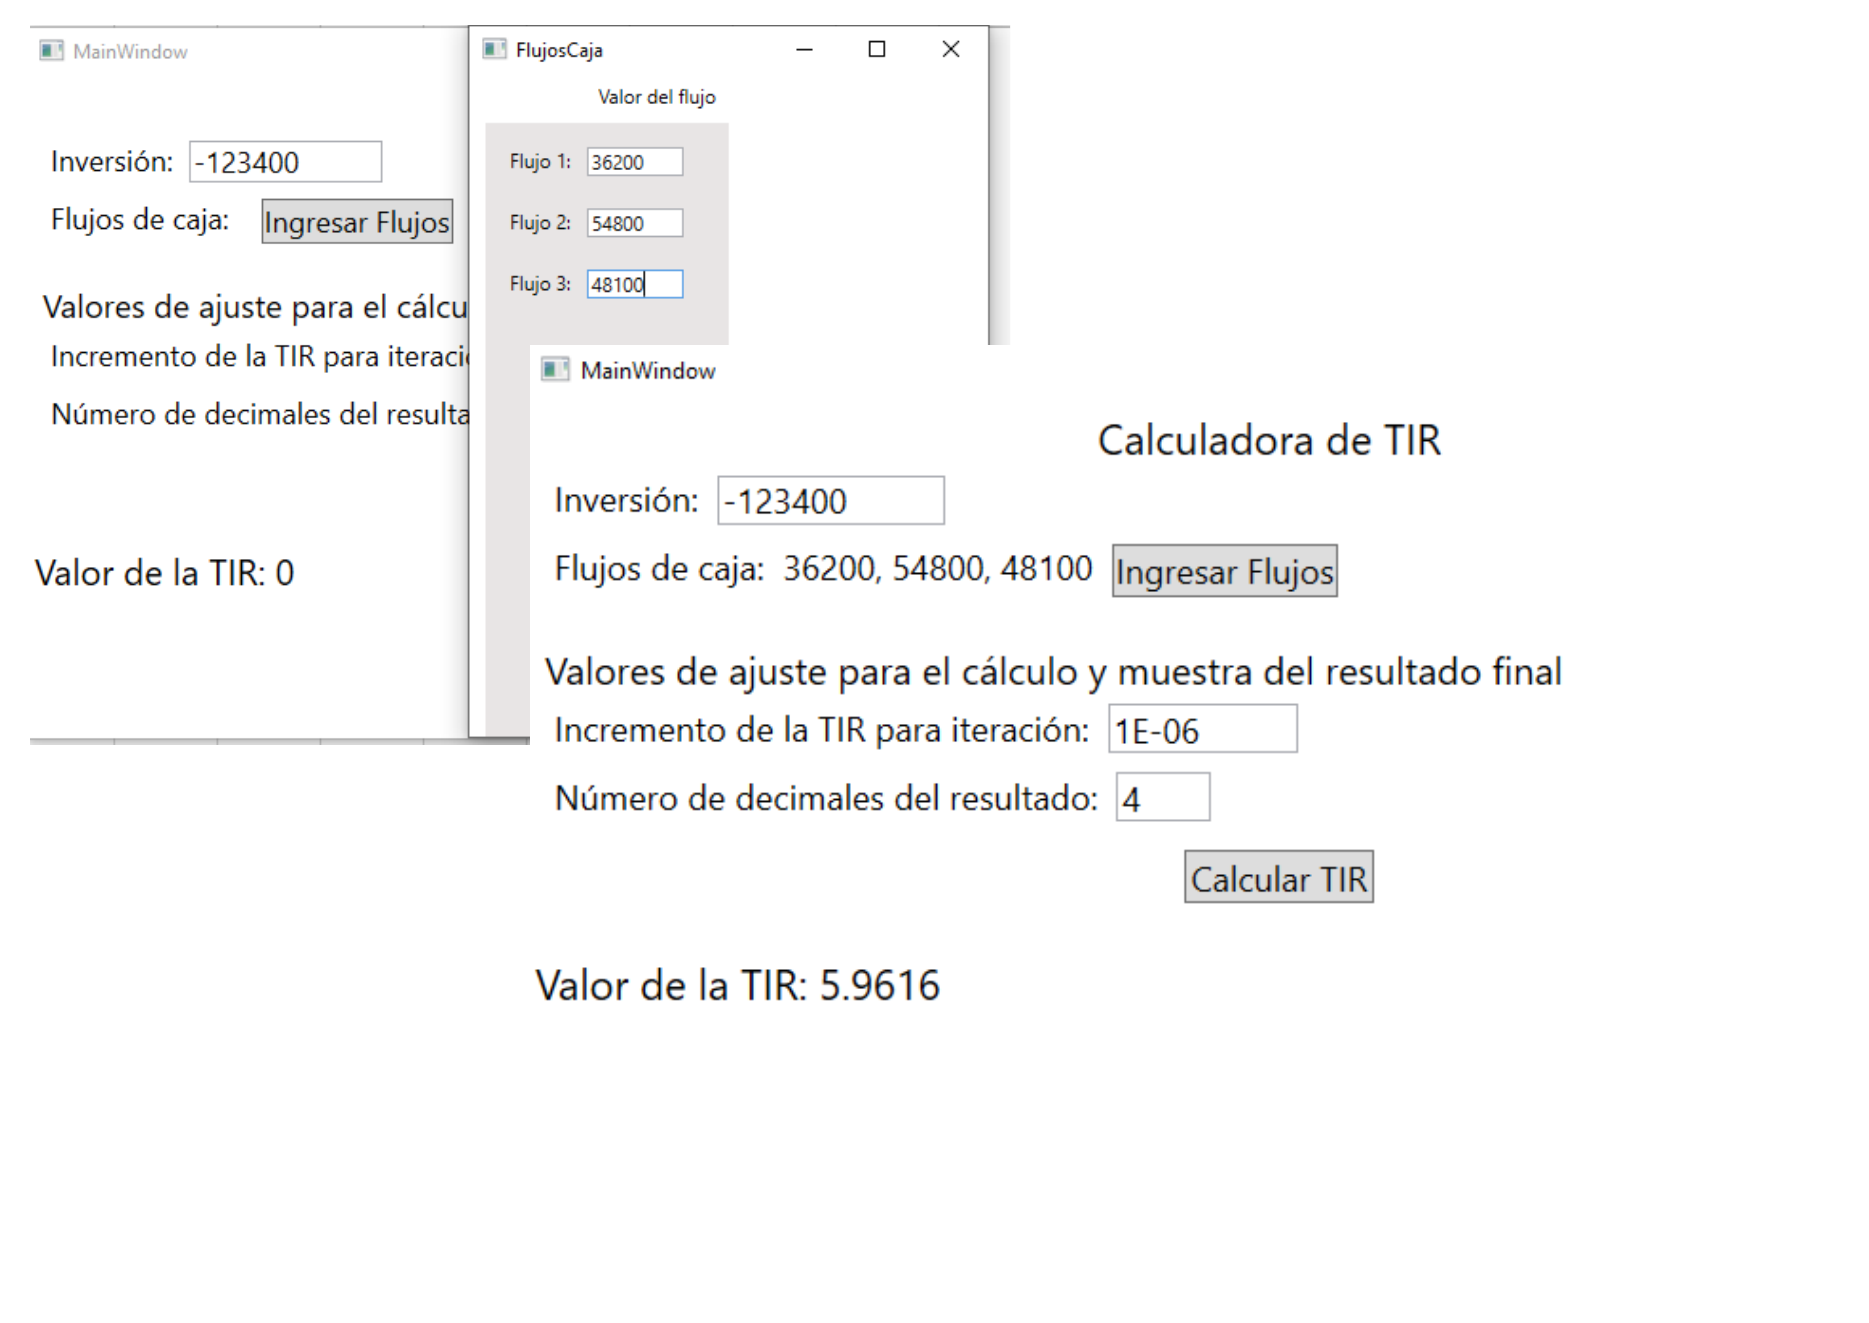 MainWindow
Inversión: -123400
Flujos de caja: Ingresar Flujos
Valores de ajuste para el cálcu
Incremento de la TIR para iteraci
Número de decimales del resulta
Valor de la TIR: 0
FlujosCaja
Valor del flujo
Flujo 1: 36200
Flujo 2: 54800
Flujo 3: 48100
MainWindow
Calculadora de TIR
Inversión: -123400
Flujos de caja: 36200, 54800, 48100 Ingresar Flujos
Valores de ajuste para el cálculo y muestra del resultado final
Incremento de la TIR para iteración: 1E-06
Número de decimales del resultado: 4
Calcular TIR
Valor de la TIR: 5.9616